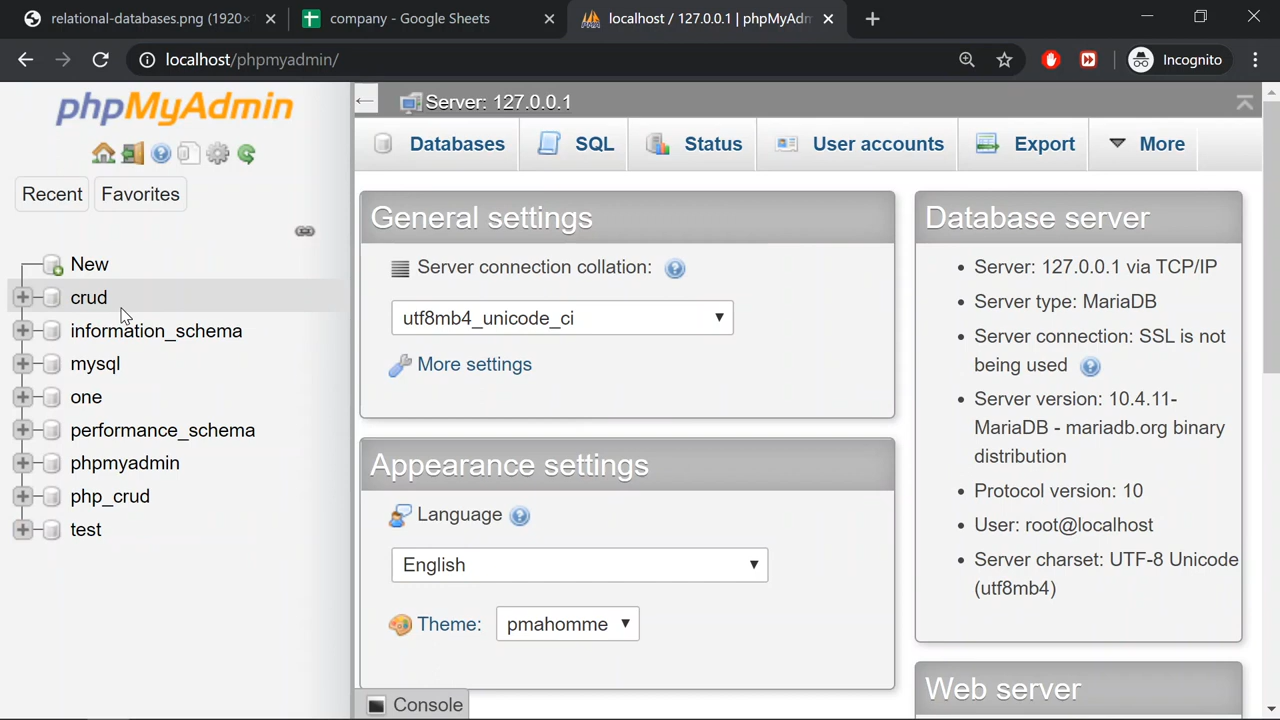 relational-databases.png (1920×
company - Google Sheets
localhost / 127.0.0.1 | phpMyAdm
localhost/phpmyadmin/
Incognito
phpMyAdmin
Recent
Favorites
New
crud
information_schema
mysql
one
performance_schema
phpmyadmin
php_crud
test
Server: 127.0.0.1
Databases
SQL
Status
User accounts
Export
More
General settings
Server connection collation:
utf8mb4_unicode_ci
More settings
Appearance settings
Language
English
Theme:
pmahomme
Console
Database server
Server: 127.0.0.1 via TCP/IP
Server type: MariaDB
Server connection: SSL is not
being used
Server version: 10.4.11-
MariaDB - mariadb.org binary
distribution
Protocol version: 10
User: root@localhost
Server charset: UTF-8 Unicode
(utf8mb4)
Web server